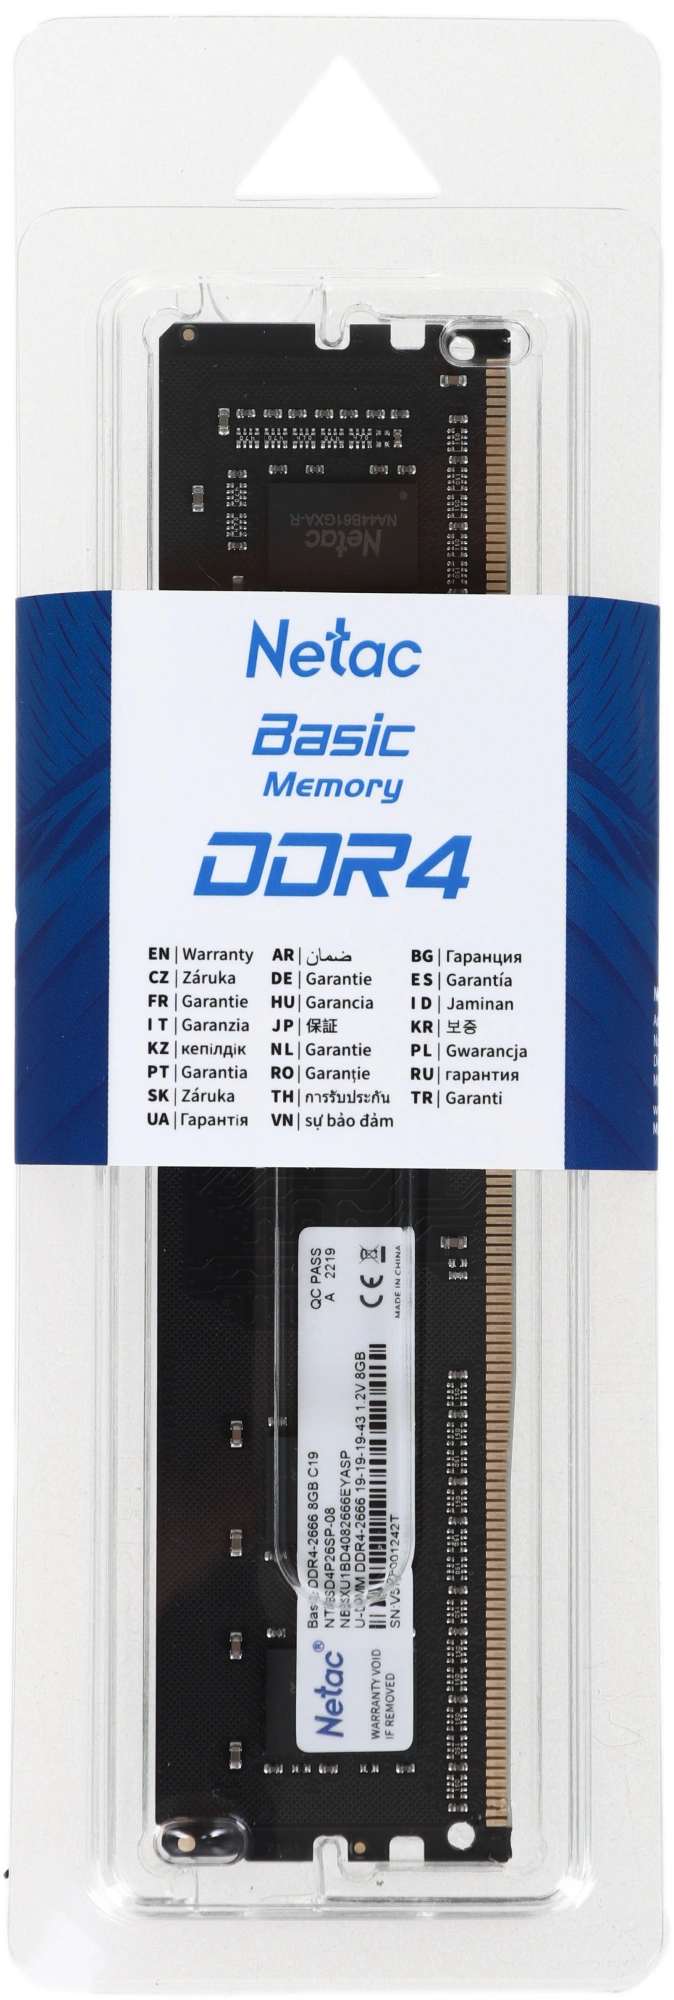 Netac
NA44B61GXA-R
Netac
Basic
Memory
DDR4
EN | Warranty
CZ | Záruka
FR | Garantie
IT | Garanzia
KZ | кепілдік
PT | Garantia
SK | Záruka
UA | Гарантія
AR | ضمان
DE | Garantie
HU | Garancia
JP | 保証
NL | Garantie
RO | Garanție
TH | การรับประกัน
VN | sự bảo đảm
BG | Гаранция
ES | Garantía
ID | Jaminan
KR | 보증
PL | Gwarancja
RU | гарантия
TR | Garanti
QC PASS
A 2219
CE
MADE IN CHINA
DDR4-2666 8GB C19
U-DIMM DDR4-2666 19-19-19-43 1.2V 8GB
Netac®
WARRANTY VOID
IF REMOVED